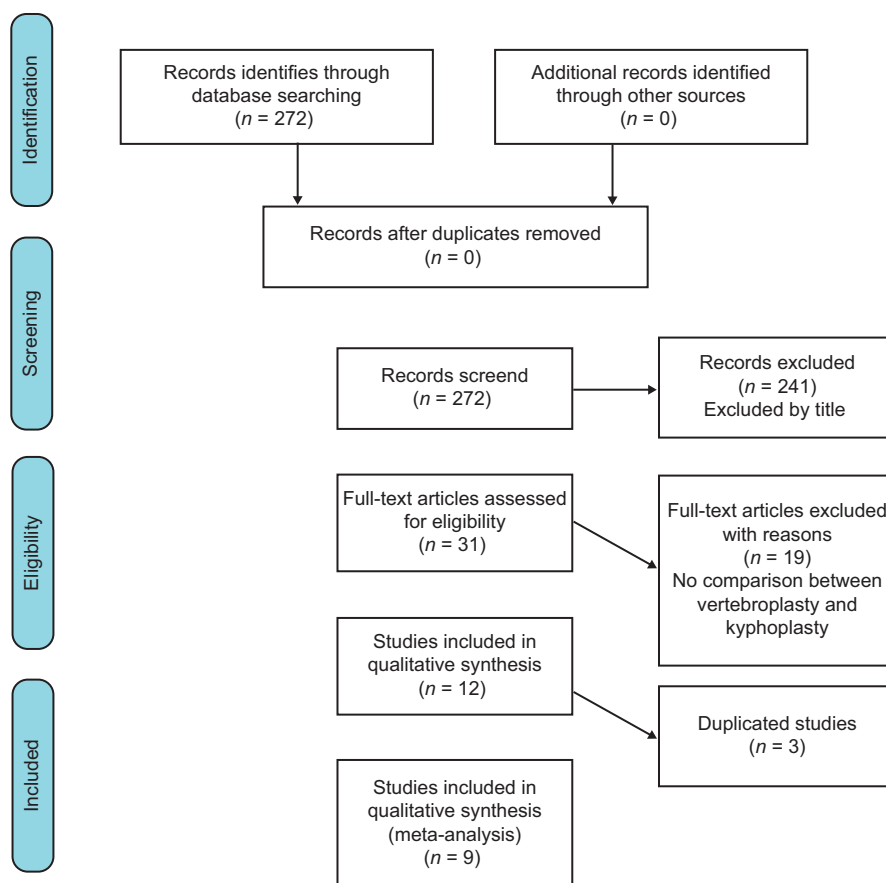 Identification
Records identifies through
database searching
(n = 272)
Additional records identified
through other sources
(n = 0)
Records after duplicates removed
(n = 0)
Screening
Records screend
(n = 272)
Records excluded
(n = 241)
Excluded by title
Eligibility
Full-text articles assessed
for eligibility
(n = 31)
Full-text articles excluded
with reasons
(n = 19)
No comparison between
vertebroplasty and
kyphoplasty
Studies included in
qualitative synthesis
(n = 12)
Duplicated studies
(n = 3)
Included
Studies included in
qualitative synthesis
(meta-analysis)
(n = 9)